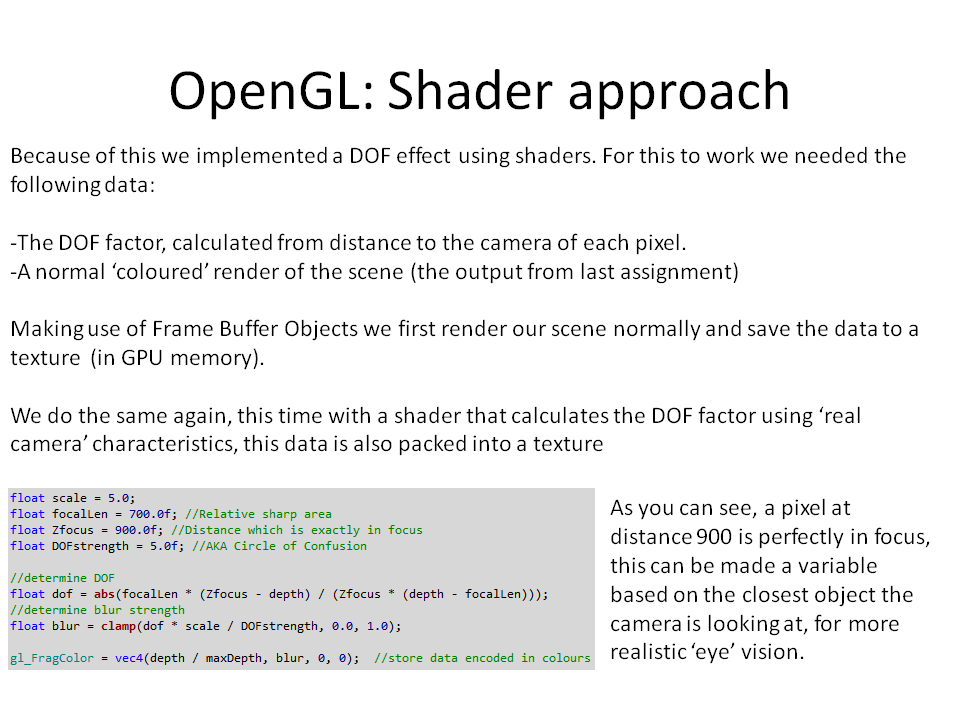 OpenGL: Shader approach
Because of this we implemented a DOF effect using shaders. For this to work we needed the
following data:
-The DOF factor, calculated from distance to the camera of each pixel.
-A normal ‘coloured’ render of the scene (the output from last assignment)
Making use of Frame Buffer Objects we first render our scene normally and save the data to a
texture  (in GPU memory).
We do the same again, this time with a shader that calculates the DOF factor using ‘real
camera’ characteristics, this data is also packed into a texture
float scale = 5.0;
float focalLen = 700.0f; //Relative sharp area
float Zfocus = 900.0f; //Distance which is exactly in focus
float DOFstrength = 5.0f; //AKA Circle of Confusion
//determine DOF
float dof = abs(focalLen * (Zfocus - depth) / (Zfocus * (depth - focalLen)));
//determine blur strength
float blur = clamp(dof * scale / DOFstrength, 0.0, 1.0);
gl_FragColor = vec4(depth / maxDepth, blur, 0, 0);  //store data encoded in colours
As you can see, a pixel at
distance 900 is perfectly in focus,
this can be made a variable
based on the closest object the
camera is looking at, for more
realistic ‘eye’ vision.